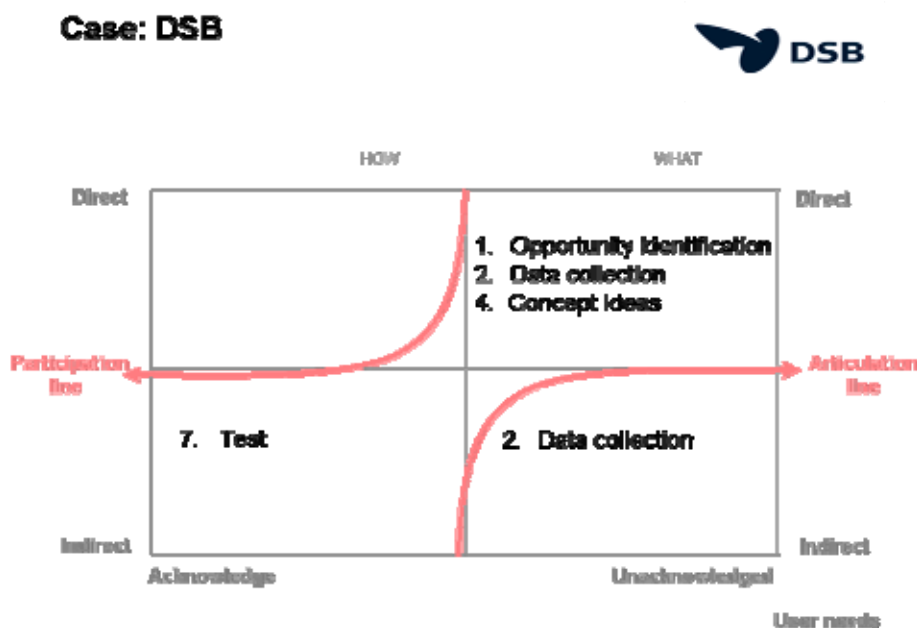 Case: DSB
DSB
HOW WHAT
Direct Direct
1. Opportunity identification
2. Data collection
4. Concept ideas
Participation line
Articulation line
7. Test
2. Data collection
Indirect Indirect
Acknowledge Unacknowledged
User needs